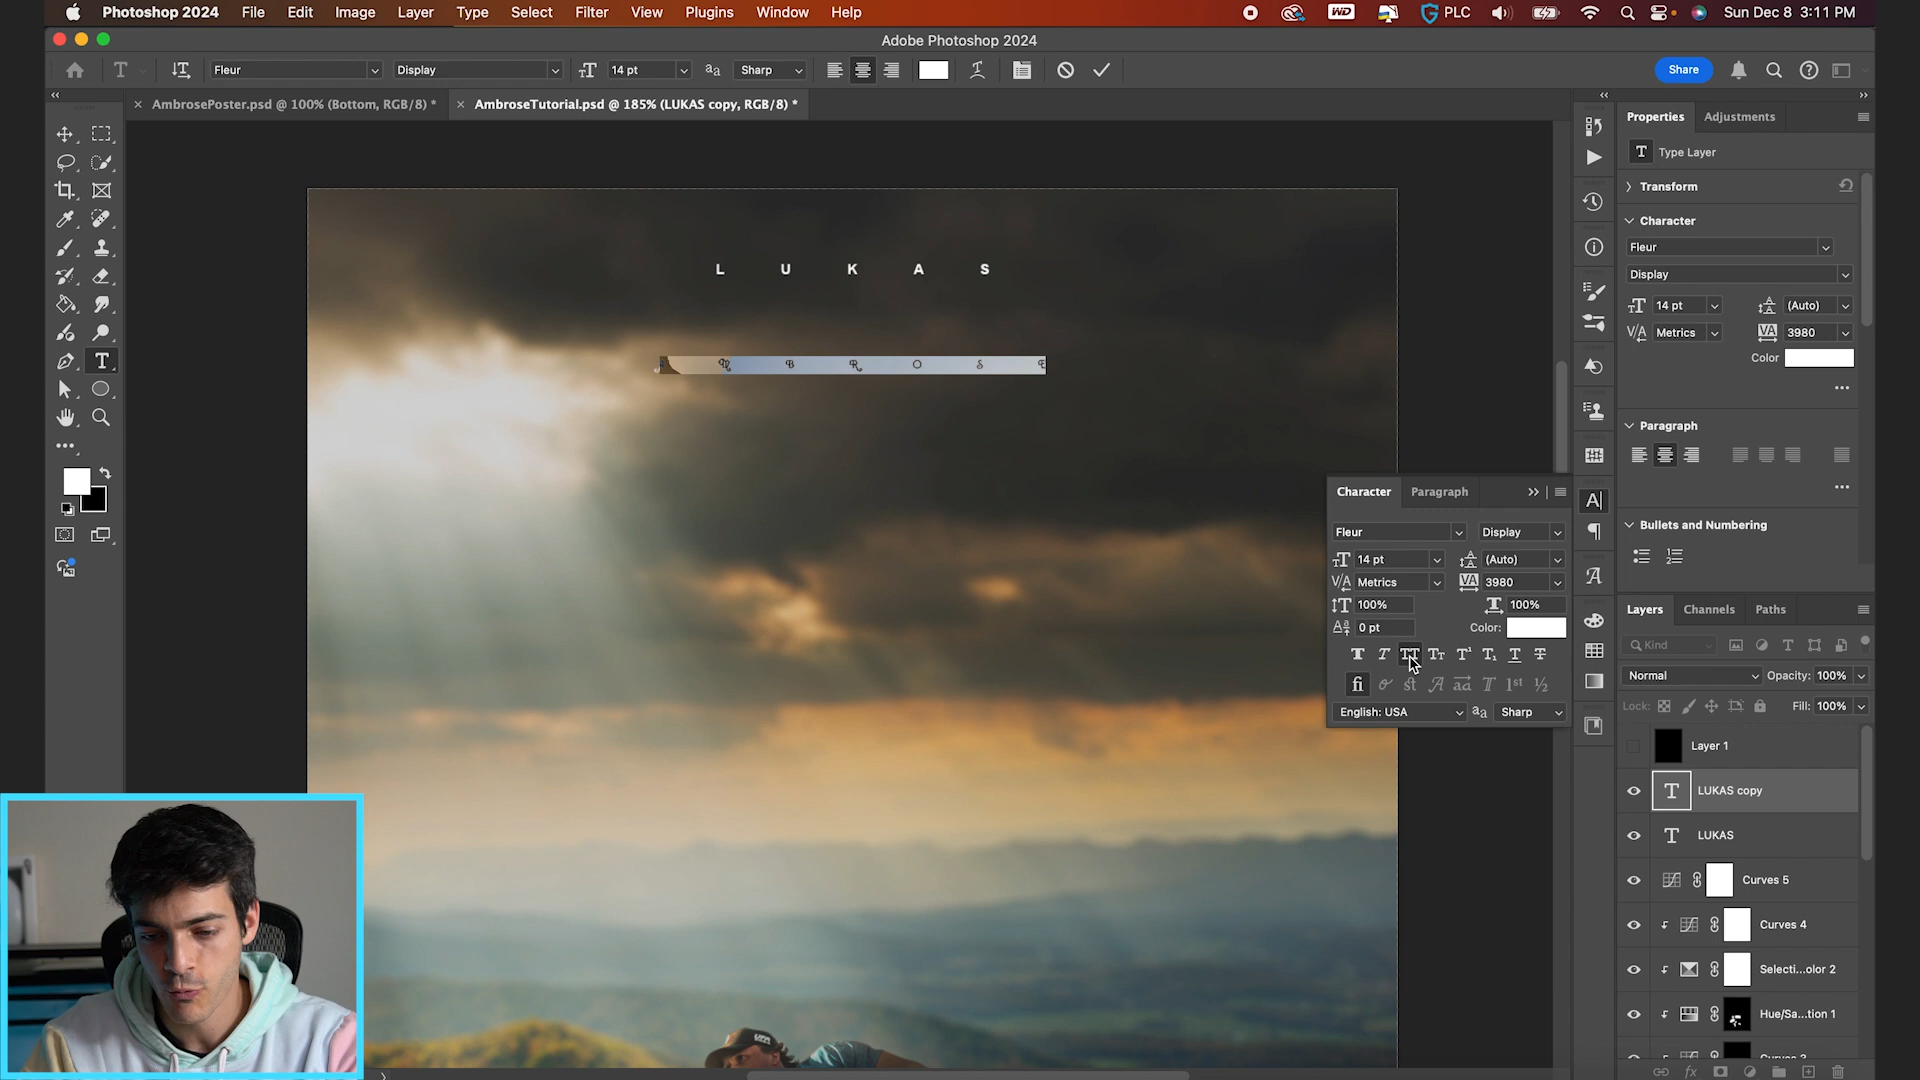 Photoshop 2024 File Edit Image Layer Type Select Filter View Plugins Window Help WD PLC Sun Dec 8 3:11 PM
Adobe Photoshop 2024
T T Fleur Display 14 pt Sharp Share
× AmbrosePoster.psd @ 100% (Bottom, RGB/8) * × AmbroseTutorial.psd @ 185% (LUKAS copy, RGB/8) *
Properties Adjustments
T Type Layer
Transform
Character
Fleur
Display
14 pt (Auto)
Metrics 3980
Color
Paragraph
Bullets and Numbering
L U K A S
A M B R O S E
Character Paragraph
Fleur Display
14 pt (Auto)
Metrics 3980
100% 100%
0 pt Color:
English: USA Sharp
Layers Channels Paths
Kind
Normal Opacity: 100%
Lock: Fill: 100%
Layer 1
T LUKAS copy
T LUKAS
Curves 5
Curves 4
Selecti...olor 2
Hue/Sa...tion 1
Curves 3